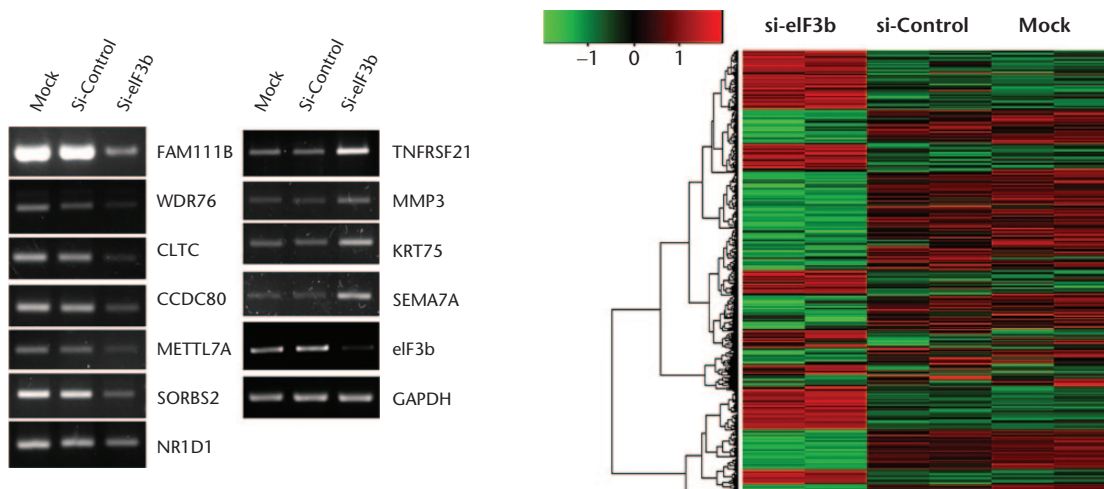 Mock
Si-Control
Si-eIF3b
FAM111B
WDR76
CLTC
CCDC80
METTL7A
SORBS2
NR1D1
Mock
Si-Control
Si-eIF3b
TNFRSF21
MMP3
KRT75
SEMA7A
eIF3b
GAPDH
−1 0 1
si-eIF3b si-Control Mock